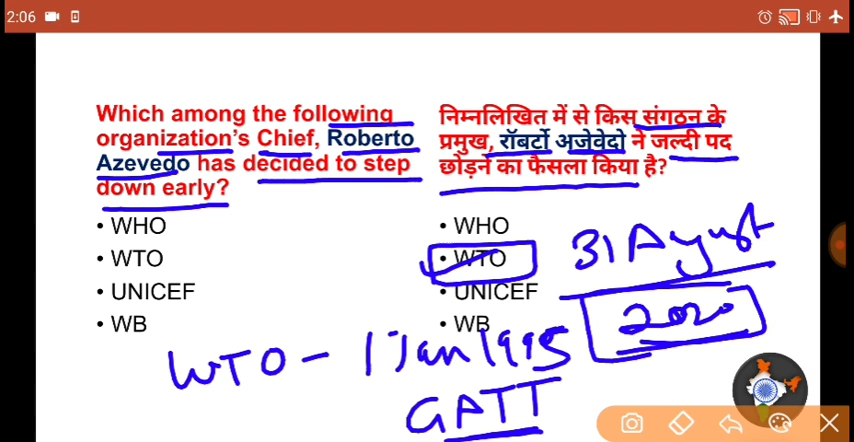 2:06
Which among the following
organization's Chief, Roberto
Azevedo has decided to step
down early?
• WHO
• WTO
• UNICEF
• WB
निम्नलिखित में से किस संगठन के
प्रमुख, रॉबर्टो अजेवेदो ने जल्दी पद
छोड़ने का फैसला किया है?
• WHO
• WTO
• UNICEF
• WB
31 August
2020
WTO - 1 Jan 1995
GATT